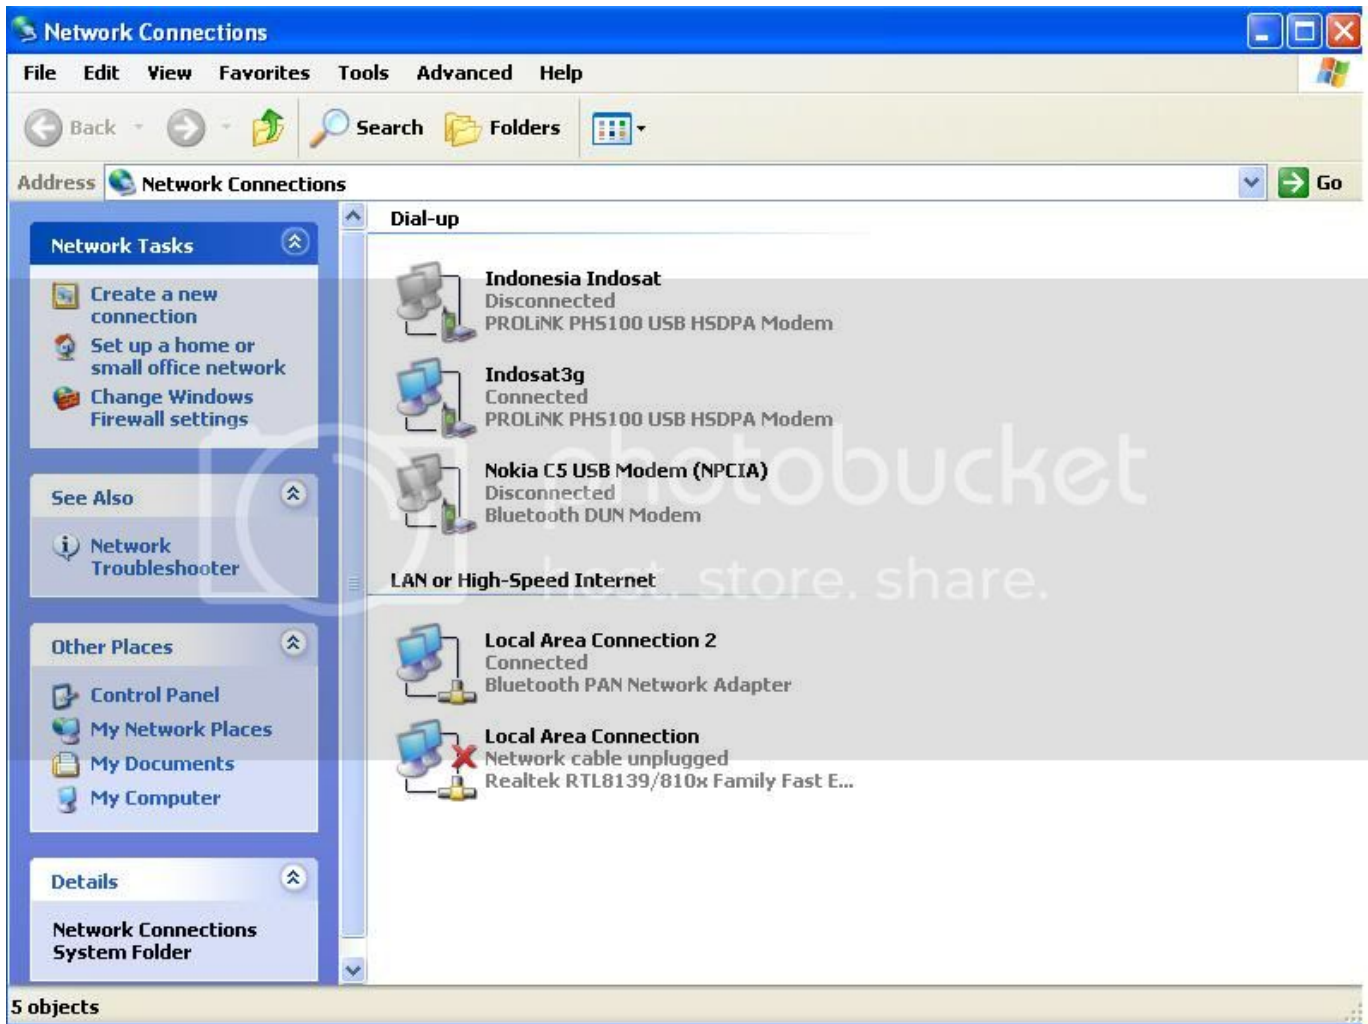 Network Connections
File Edit View Favorites Tools Advanced Help
Back Search Folders
Address Network Connections Go
Network Tasks
Create a new
connection
Set up a home or
small office network
Change Windows
Firewall settings
See Also
Network
Troubleshooter
Other Places
Control Panel
My Network Places
My Documents
My Computer
Details
Network Connections
System Folder
Dial-up
Indonesia Indosat
Disconnected
PROLiNK PHS100 USB HSDPA Modem
Indosat3g
Connected
PROLiNK PHS100 USB HSDPA Modem
Nokia C5 USB Modem (NPCIA)
Disconnected
Bluetooth DUN Modem
LAN or High-Speed Internet
Local Area Connection 2
Connected
Bluetooth PAN Network Adapter
Local Area Connection
Network cable unplugged
Realtek RTL8139/810x Family Fast E...
5 objects
photobucket
host. store. share.